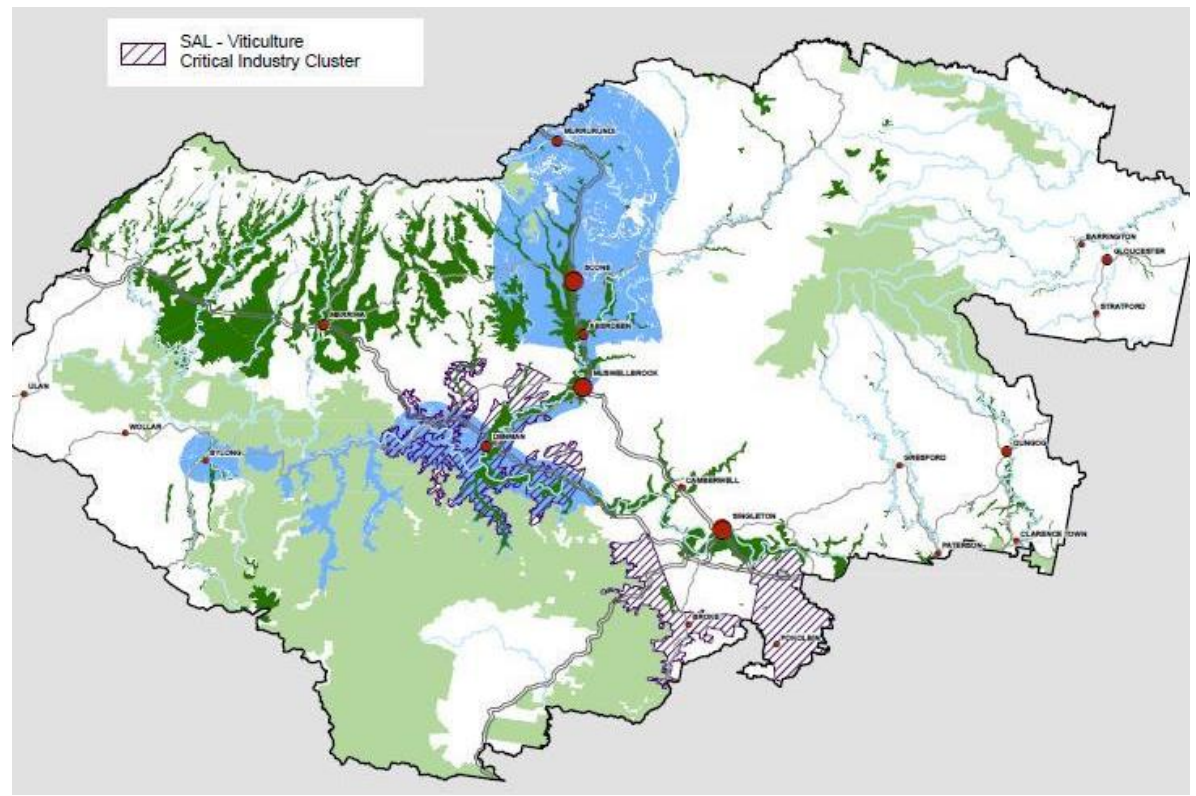 SAL - Viticulture
Critical Industry Cluster
MURRURUNDI
BARRINGTON
GLOUCESTER
SCONE
STRATFORD
MERRIWA
ABERDEEN
MUSWELLBROOK
ULAN
WOLLAR
DENMAN
DUNGOG
BYLONG
GRESFORD
CAMBERWELL
SINGLETON
CLARENCE TOWN
PATERSON
BROKE
POKOLBIN